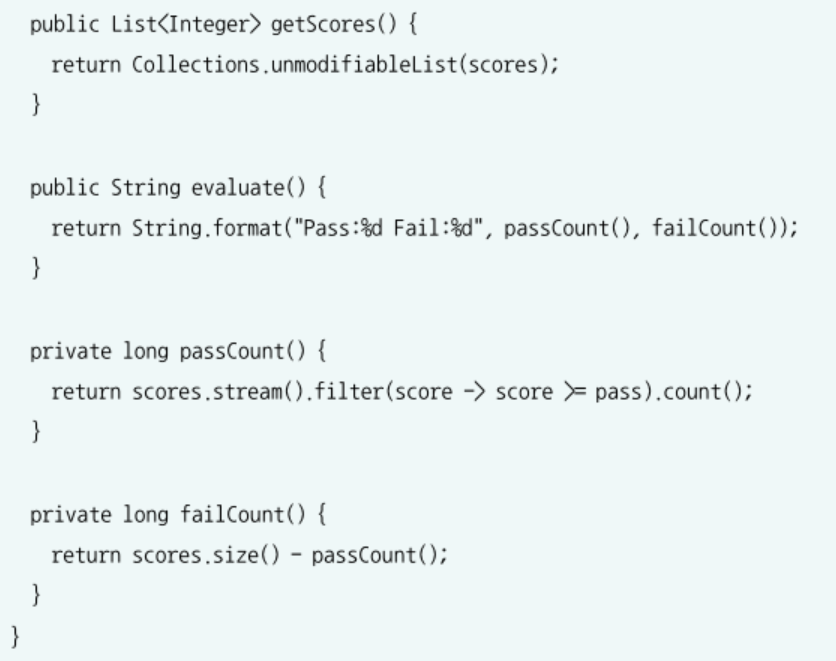 public List<Integer> getScores() {
return Collections.unmodifiableList(scores);
}
public String evaluate() {
return String.format("Pass:%d Fail:%d", passCount(), failCount());
}
private long passCount() {
return scores.stream().filter(score -> score >= pass).count();
}
private long failCount() {
return scores.size() - passCount();
}
}